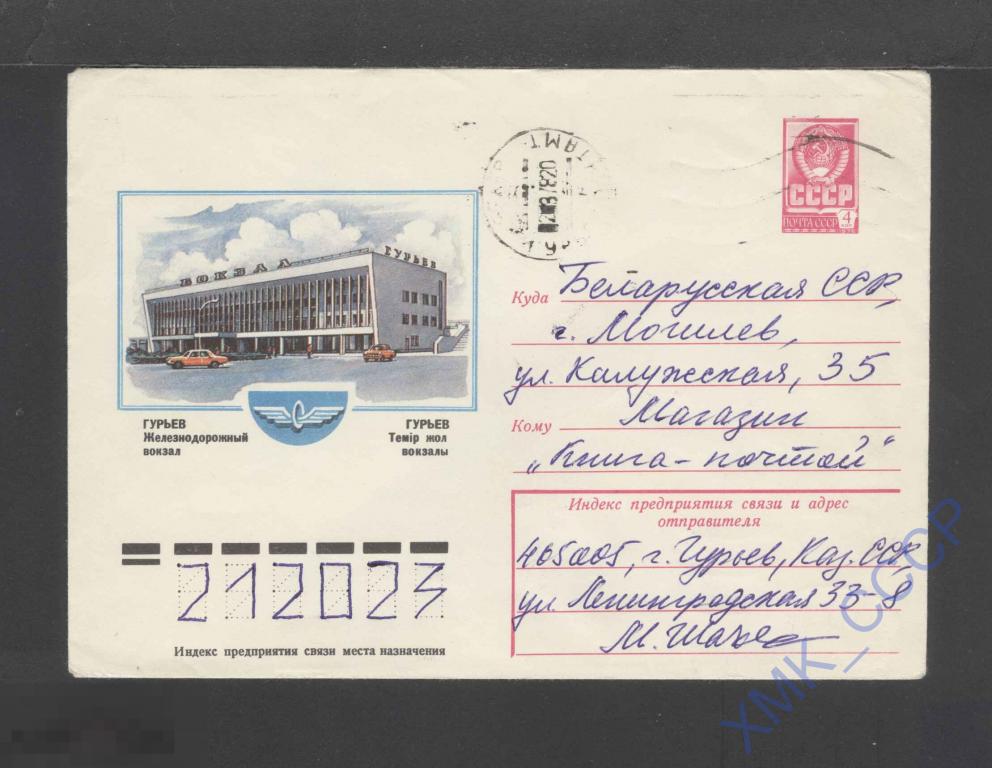 ВОКЗАЛ ГУРЬЕВ
ГУРЬЕВ
Железнодорожный
вокзал
ГУРЬЕВ
Темір жол
вокзалы
СССР
ПОЧТА СССР 4
Куда Беларусская ССР,
г. Могилев,
ул. Калужская, 35
Кому Магазин
„Книга-почтой“
Индекс предприятия связи и адрес
отправителя
465005, г. Гурьев, Каз. ССР,
ул. Ленинградская 33-8
М.
212023
Индекс предприятия связи места назначения
ХМК_СССР